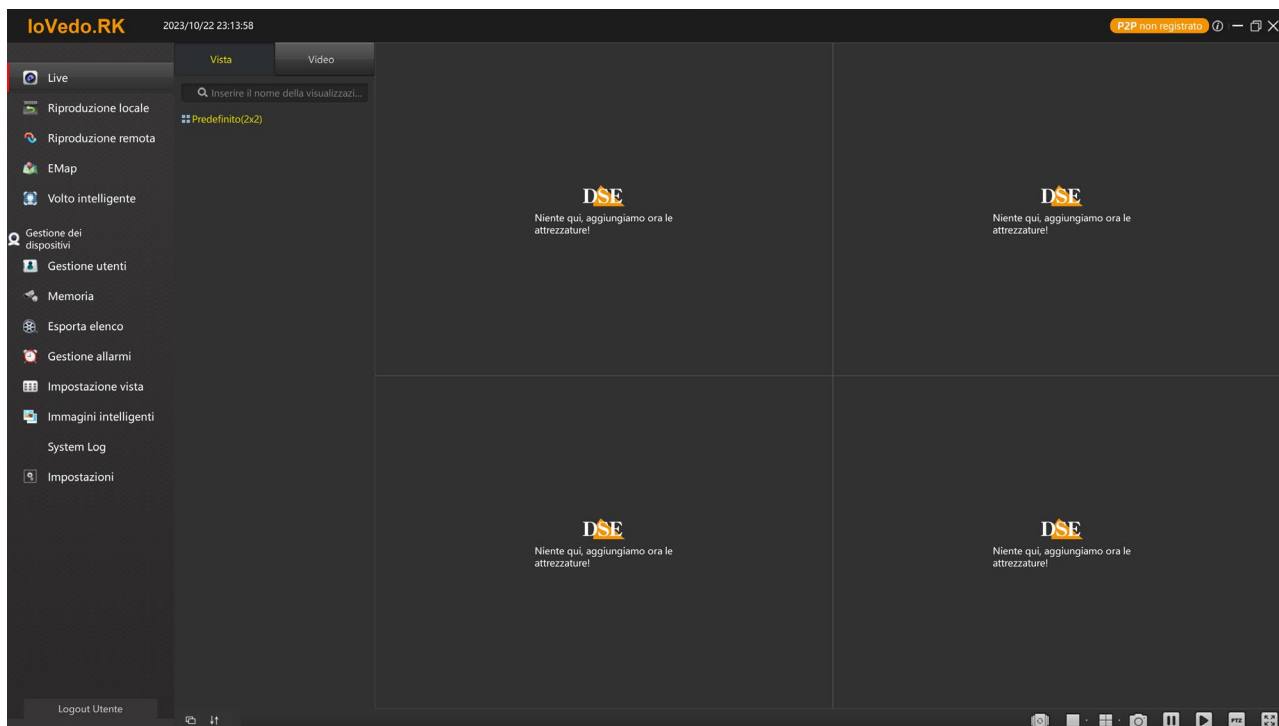 IoVedo.RK
2023/10/22 23:13:58
P2P non registrato
Vista
Video
Inserire il nome della visualizzazi...
Predefinito(2x2)
Live
Riproduzione locale
Riproduzione remota
EMap
Volto intelligente
Gestione dei
dispositivi
Gestione utenti
Memoria
Esporta elenco
Gestione allarmi
Impostazione vista
Immagini intelligenti
System Log
Impostazioni
Logout Utente
DSE
Niente qui, aggiungiamo ora le
attrezzature!
DSE
Niente qui, aggiungiamo ora le
attrezzature!
DSE
Niente qui, aggiungiamo ora le
attrezzature!
DSE
Niente qui, aggiungiamo ora le
attrezzature!
PTZ